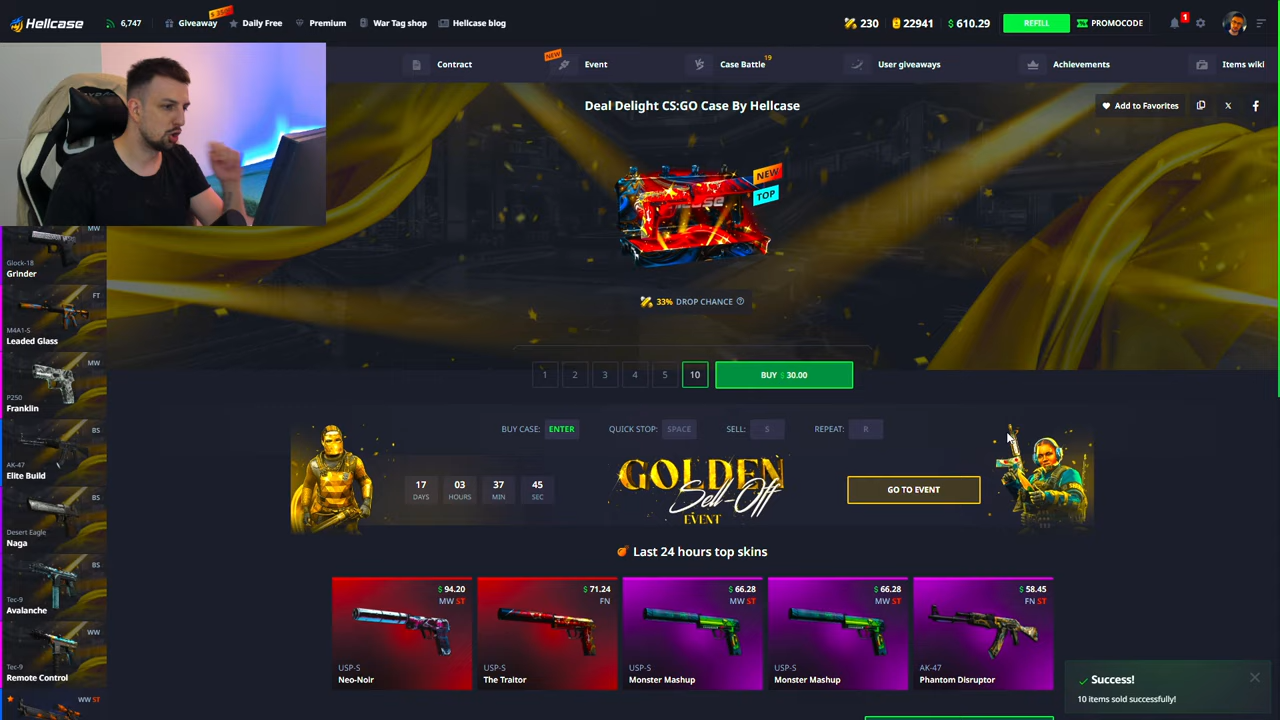 Hellcase
6,747
Giveaway
Daily Free
Premium
War Tag shop
Hellcase blog
230
22941
$ 610.29
REFILL
PROMOCODE
1
NEW
Contract
Event
Case Battle 19
User giveaways
Achievements
Items wiki
Deal Delight CS:GO Case By Hellcase
Add to Favorites
NEW
TOP
33% DROP CHANCE
1
2
3
4
5
10
BUY $ 30.00
BUY CASE: ENTER
QUICK STOP: SPACE
SELL: S
REPEAT: R
17
DAYS
03
HOURS
37
MIN
45
SEC
GOLDEN
Sell-Off
EVENT
GO TO EVENT
Last 24 hours top skins
$ 94.20
MW ST
USP-S
Neo-Noir
$ 71.24
FN
USP-S
The Traitor
$ 66.28
MW ST
USP-S
Monster Mashup
$ 66.28
MW ST
USP-S
Monster Mashup
$ 58.45
FN ST
AK-47
Phantom Disruptor
MW
Glock-18
Grinder
FT
M4A1-S
Leaded Glass
MW
P250
Franklin
BS
AK-47
Elite Build
BS
Desert Eagle
Naga
BS
Tec-9
Avalanche
WW
Tec-9
Remote Control
WW ST
Success!
10 items sold successfully!